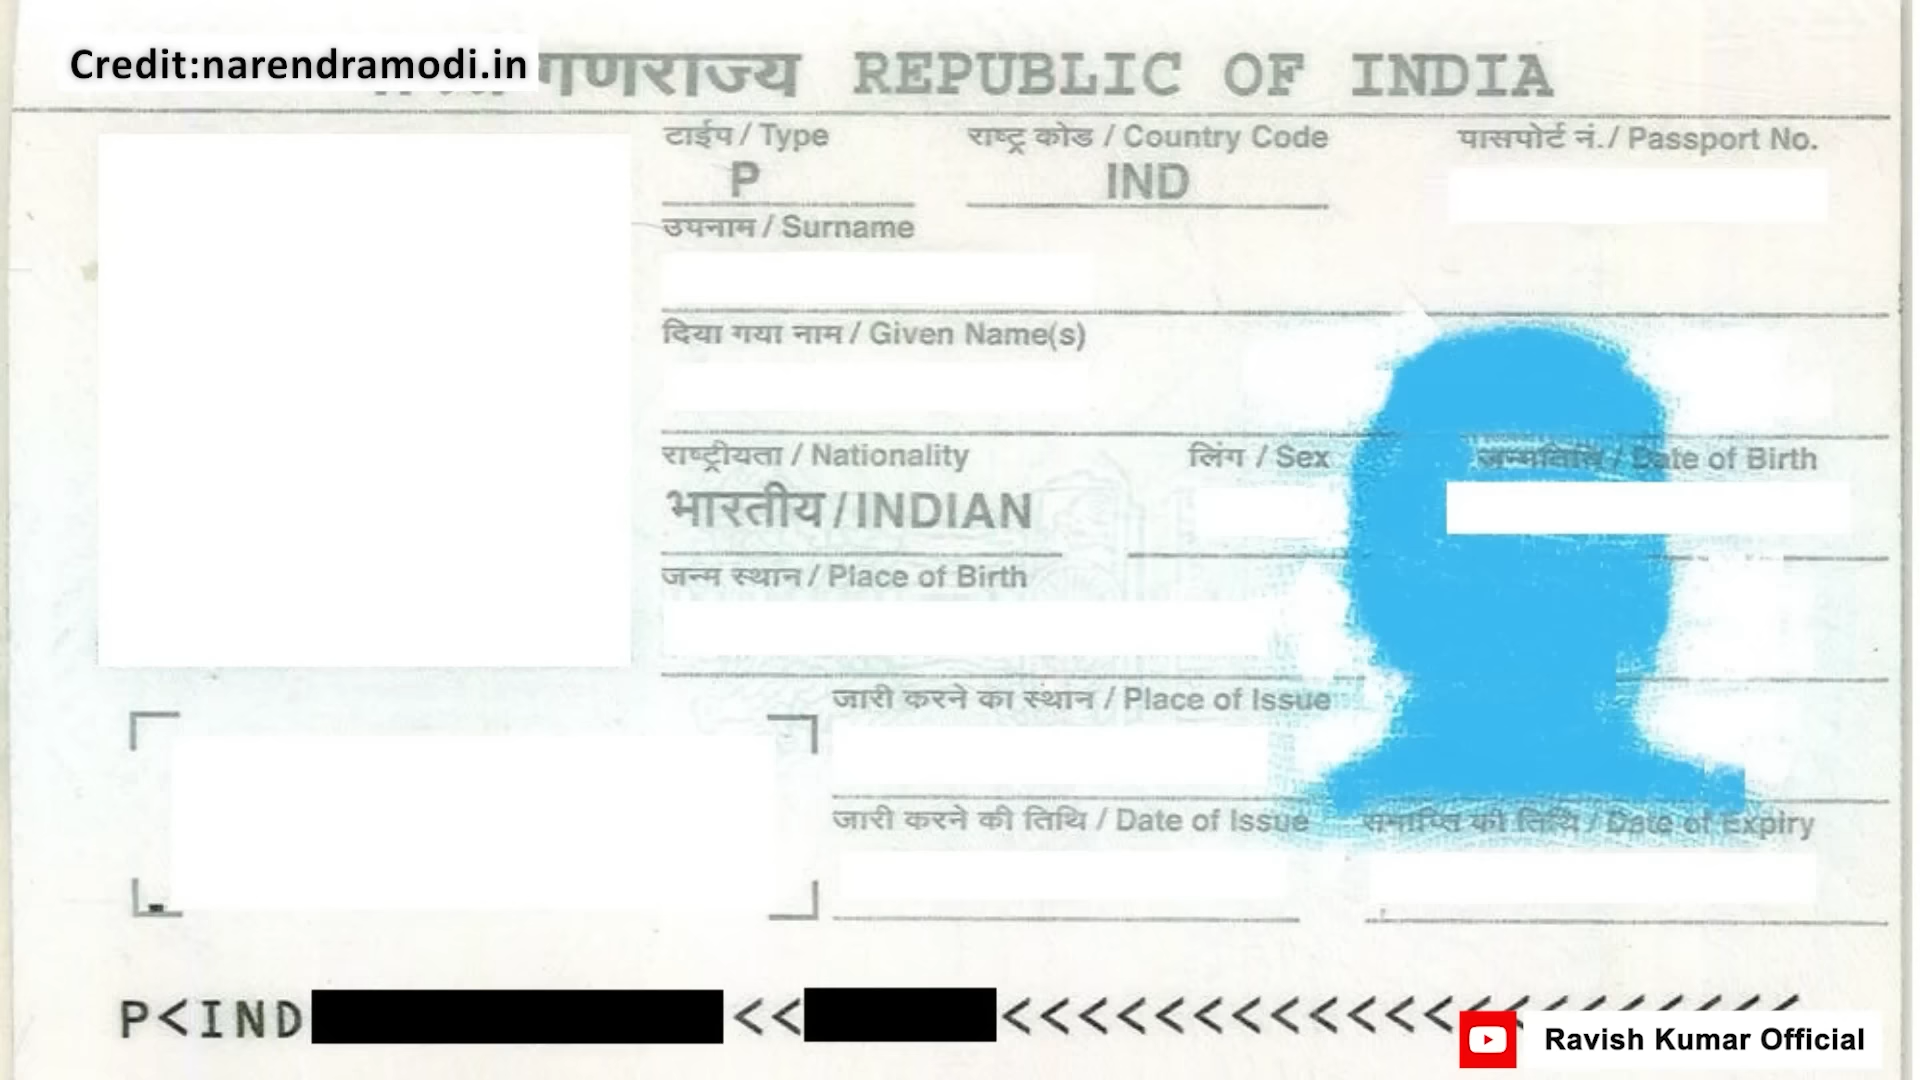 Credit:narendramodi.in
गणराज्य REPUBLIC OF INDIA
टाईप / Type
राष्ट्र कोड / Country Code
पासपोर्ट नं. / Passport No.
P
IND
उपनाम / Surname
दिया गया नाम / Given Name(s)
राष्ट्रीयता / Nationality
लिंग / Sex
जन्मतिथि / Date of Birth
भारतीय / INDIAN
जन्म स्थान / Place of Birth
जारी करने का स्थान / Place of Issue
जारी करने की तिथि / Date of Issue
समाप्ति की तिथि / Date of Expiry
P<IND << <<<<<<<<<<<<<<<<<<<<<<
Ravish Kumar Official